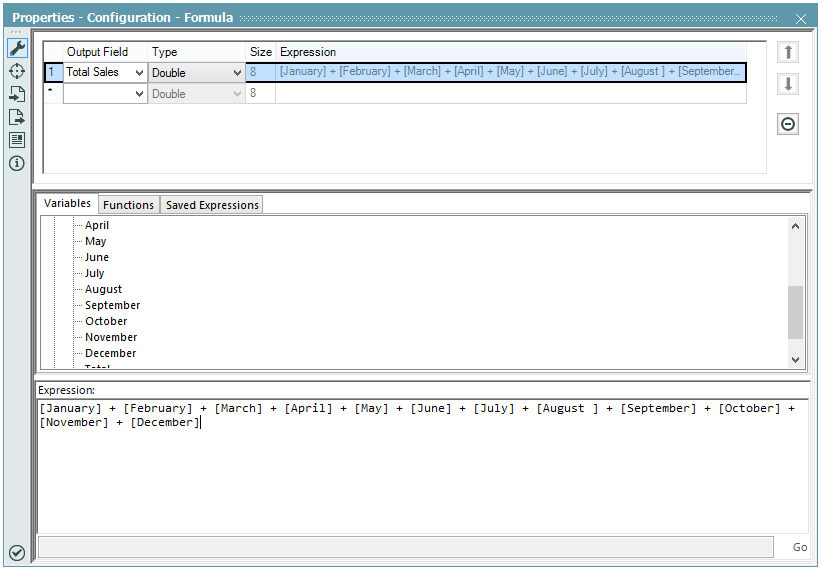 Properties - Configuration - Formula
Output Field Type Size Expression
1 Total Sales Double 8 [January] + [February] + [March] + [April] + [May] + [June] + [July] + [August ] + [September...
* Double 8
Variables Functions Saved Expressions
April
May
June
July
August
September
October
November
December
Total
Expression:
[January] + [February] + [March] + [April] + [May] + [June] + [July] + [August ] + [September] + [October] +
[November] + [December]
Go